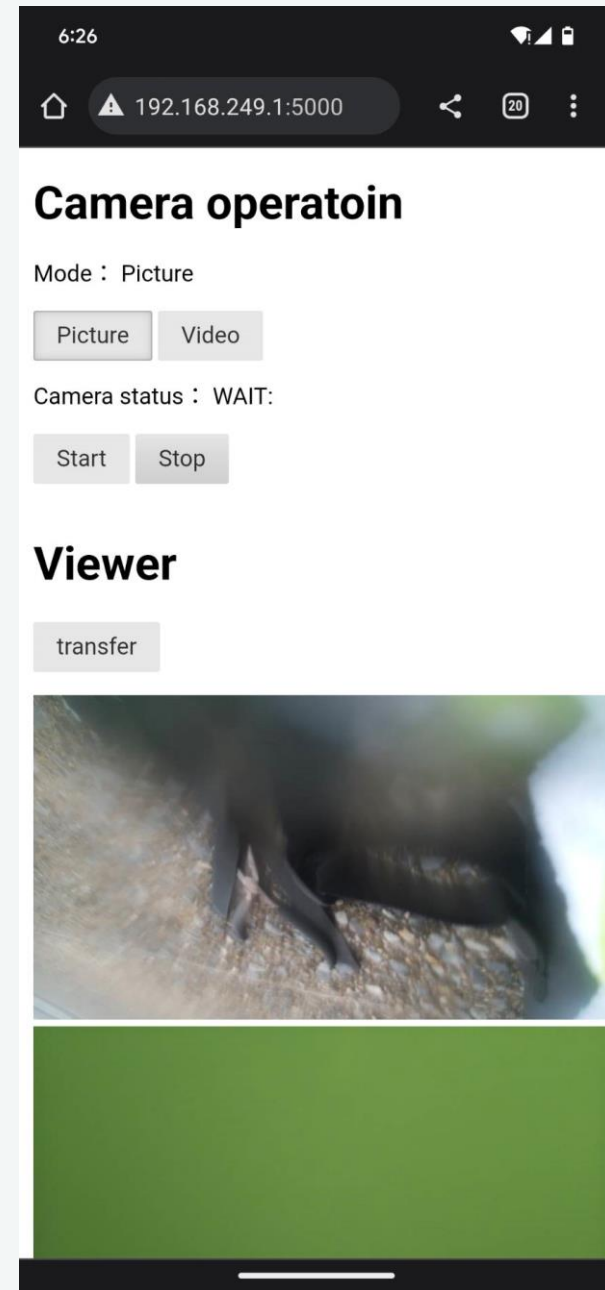 6:26
192.168.249.1:5000
20
Camera operatoin
Mode： Picture
Picture Video
Camera status： WAIT:
Start Stop
Viewer
transfer